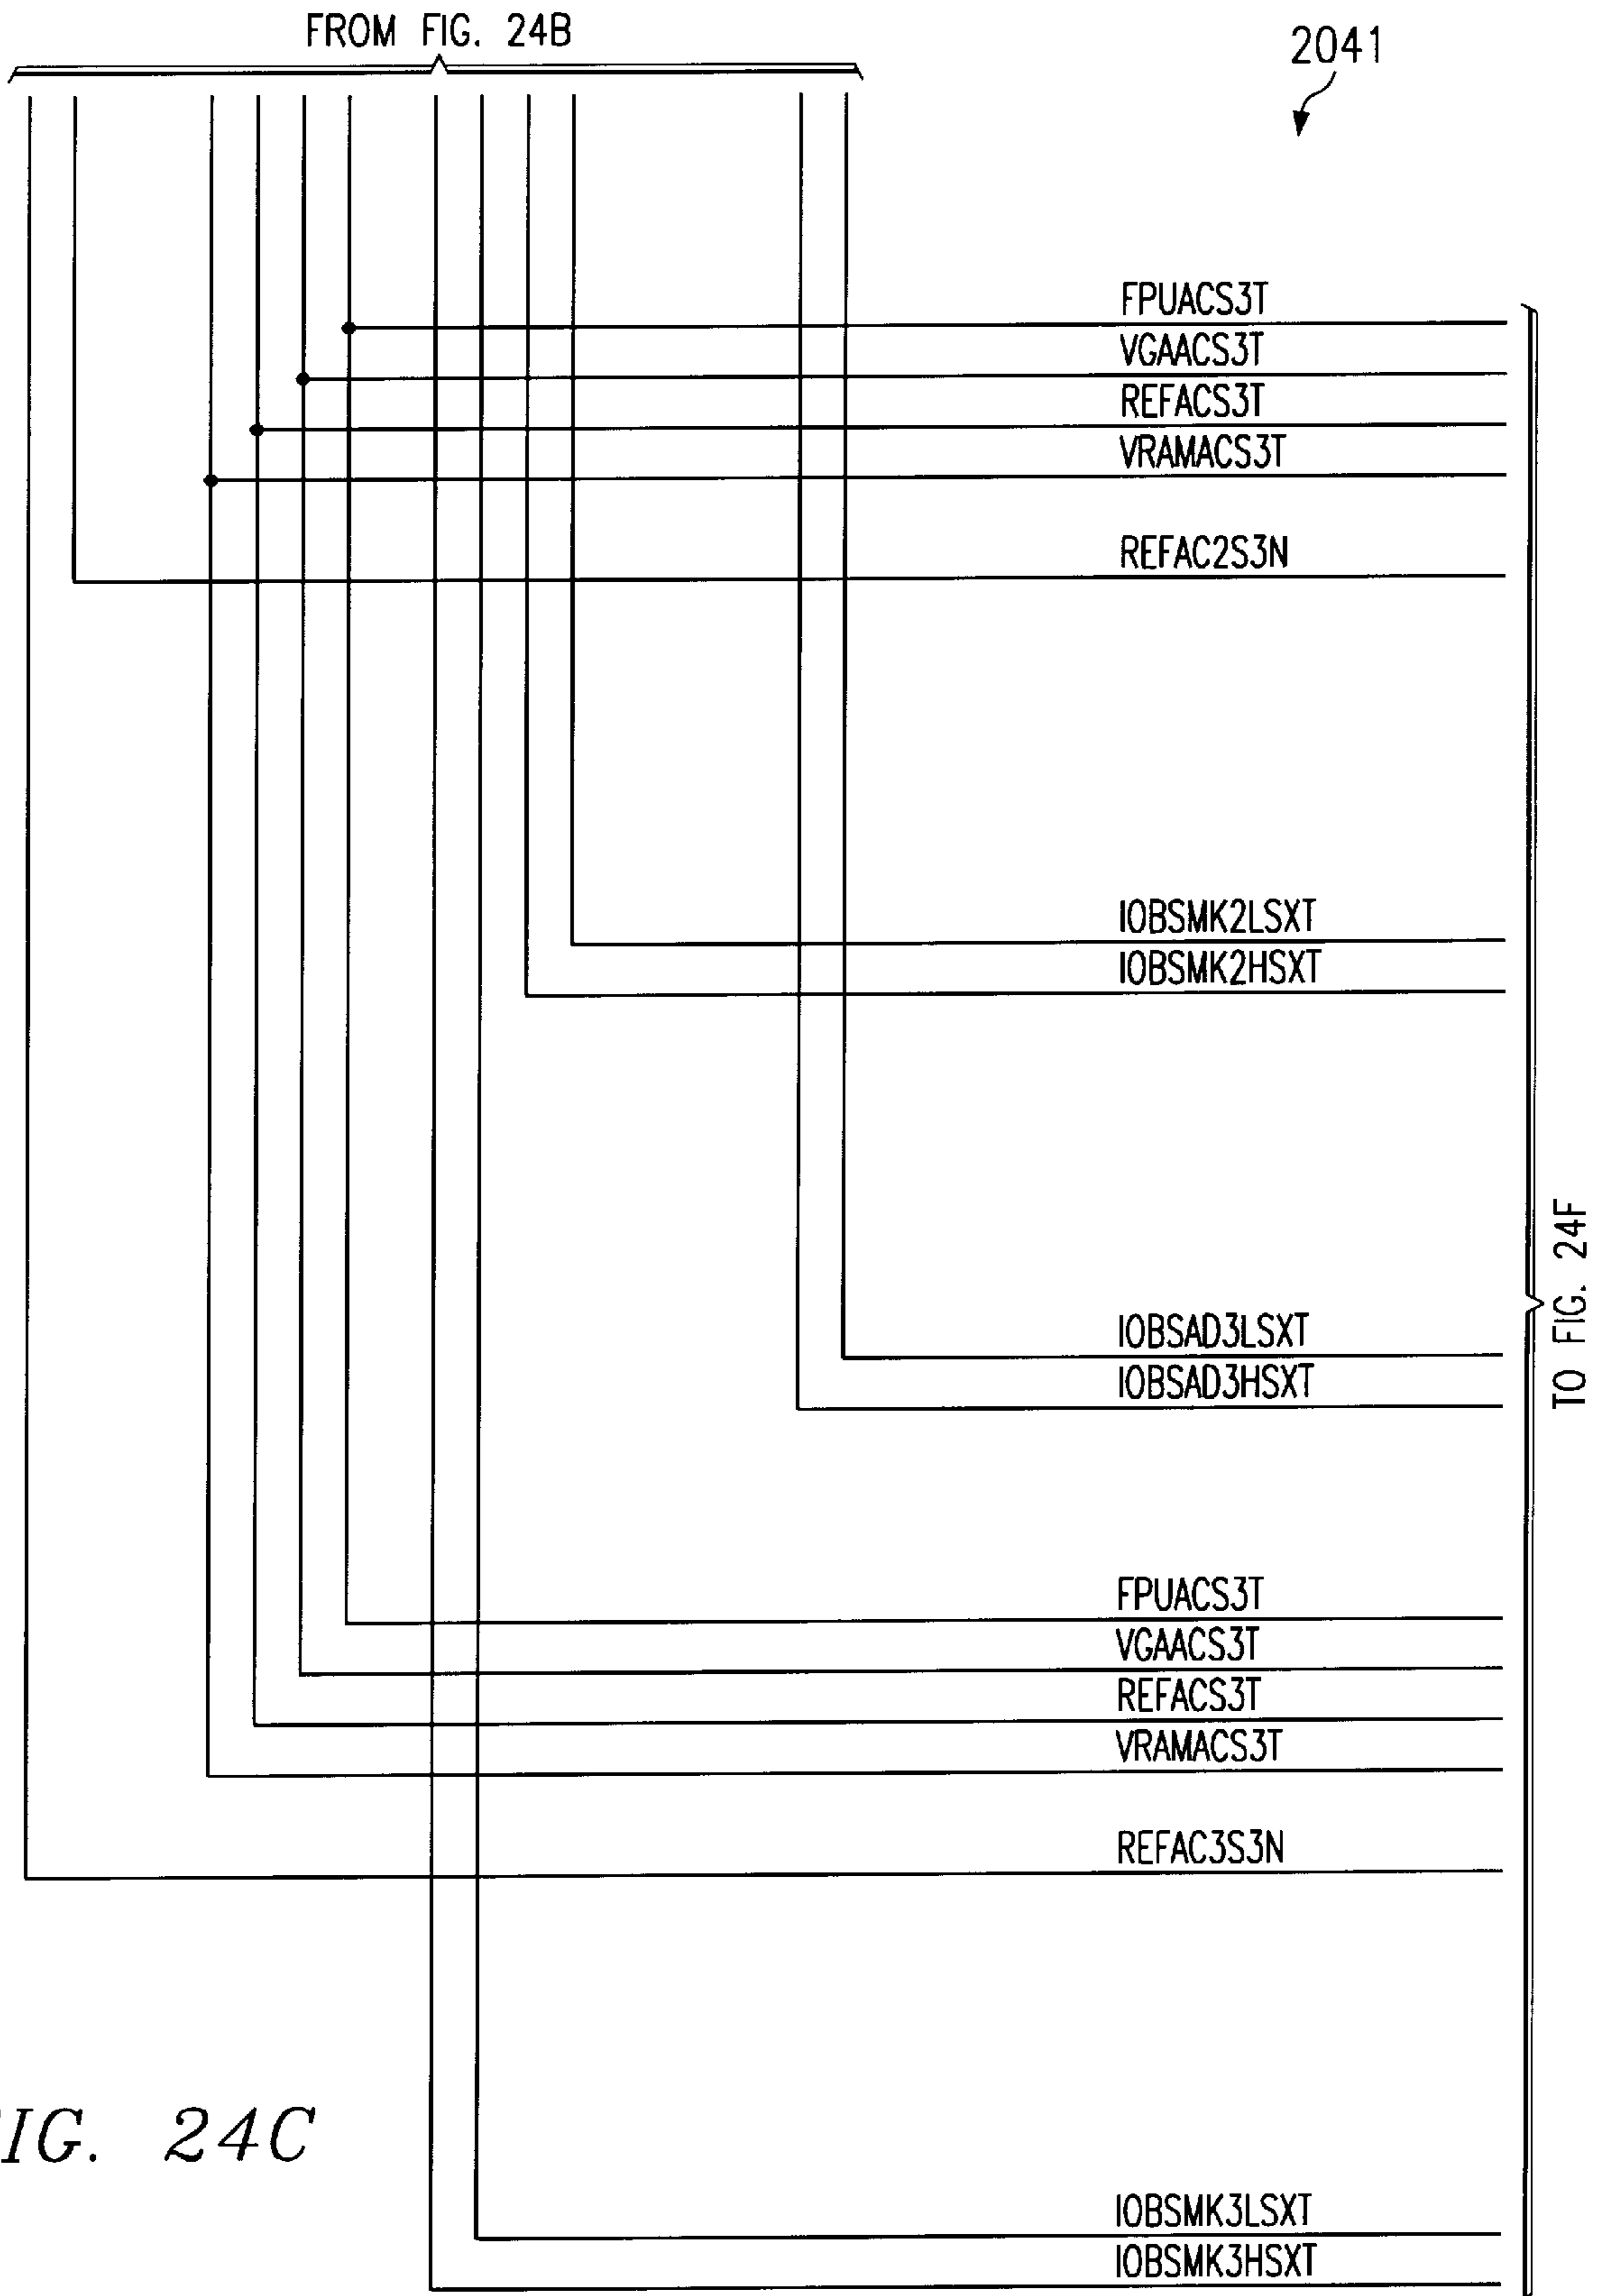 FROM FIG. 24B
2041
FPUACS3T
VGAACS3T
REFACS3T
VRAMACS3T
REFAC2S3N
IOBSMK2LSXT
IOBSMK2HSXT
TO FIG. 24F
IOBSAD3LSXT
IOBSAD3HSXT
FPUACS3T
VGAACS3T
REFACS3T
VRAMACS3T
REFAC3S3N
IG. 24C
IOBSMK3LSXT
IOBSMK3HSXT